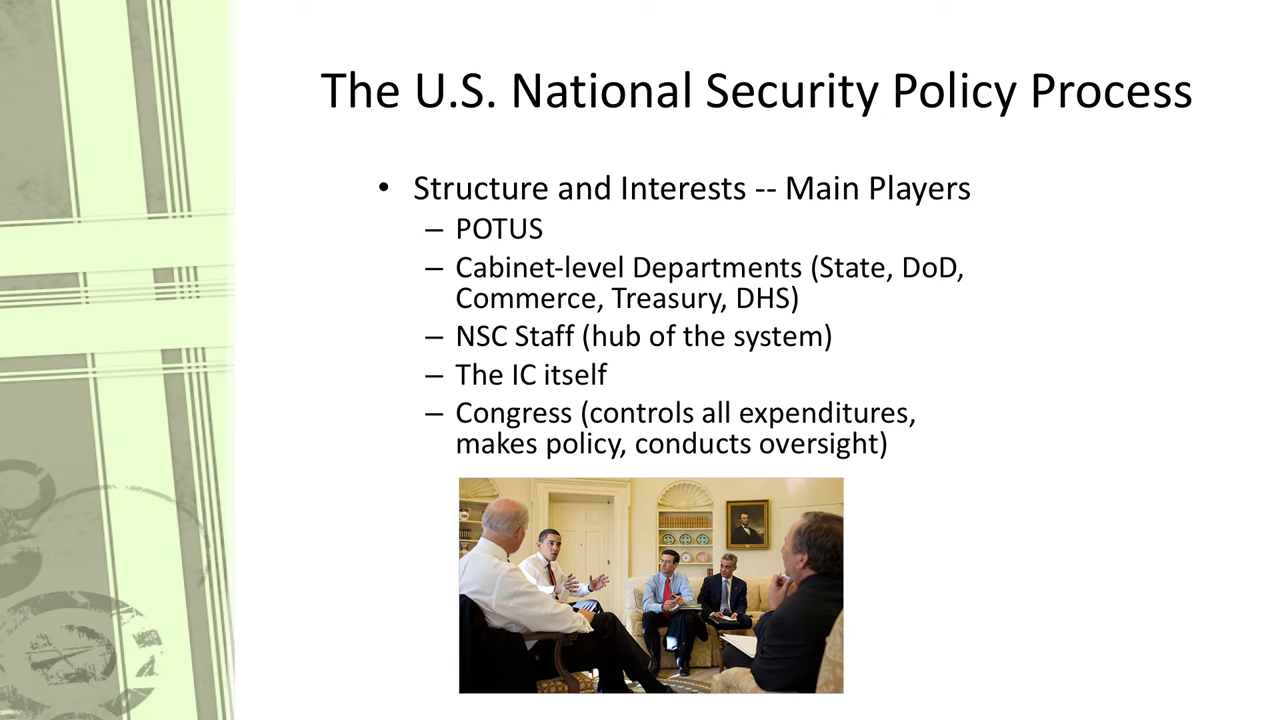 The U.S. National Security Policy Process
• Structure and Interests -- Main Players
– POTUS
– Cabinet-level Departments (State, DoD,
Commerce, Treasury, DHS)
– NSC Staff (hub of the system)
– The IC itself
– Congress (controls all expenditures,
makes policy, conducts oversight)